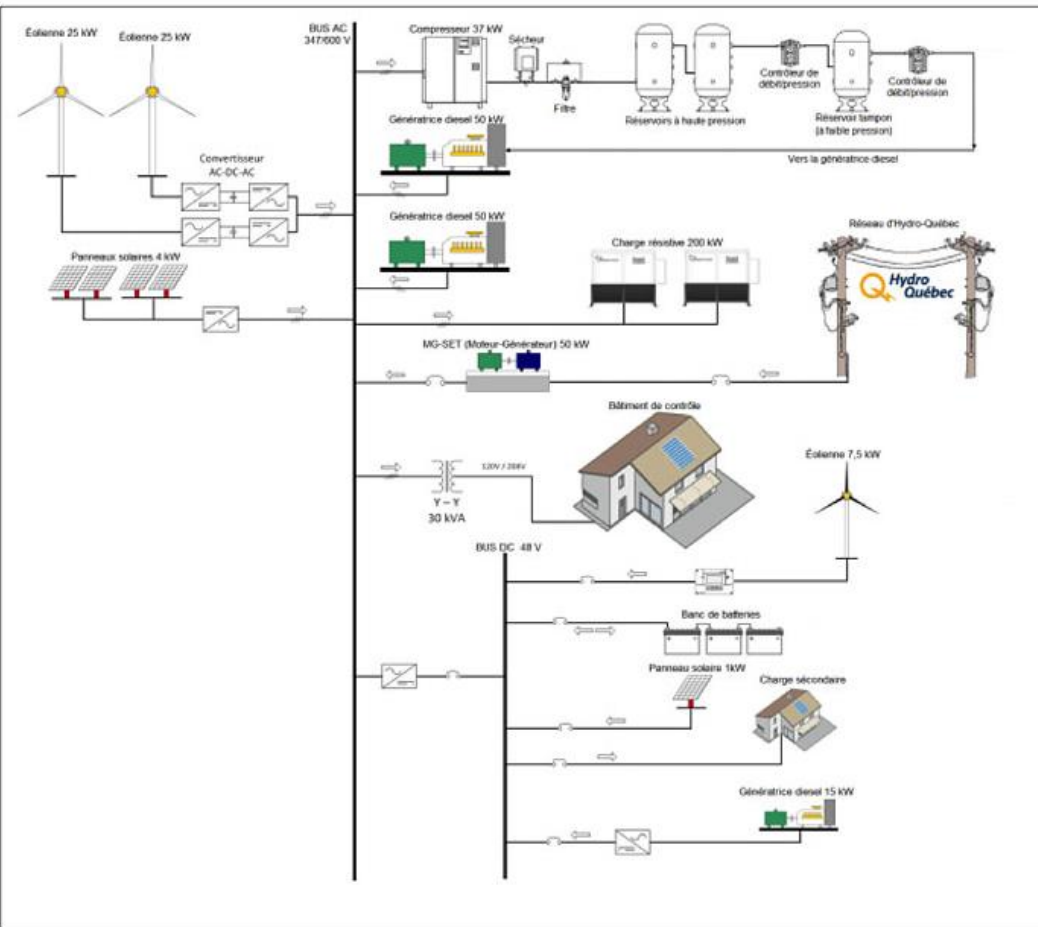 Éolienne 25 kW
Éolienne 25 kW
BUS AC
347/600 V
Compresseur 37 kW
Sécheur
Filtre
Réservoirs à haute pression
Contrôleur de
débit/pression
Réservoir tampon
(à faible pression)
Contrôleur de
débit/pression
Génératrice diesel 50 kW
Vers la génératrice diesel
Convertisseur
AC-DC-AC
Génératrice diesel 50 kW
Charge résistive 200 kW
Réseau d'Hydro-Québec
Hydro
Québec
Panneaux solaires 4 kW
MG-SET (Moteur-Générateur) 50 kW
Bâtiment de contrôle
120V / 208V
Y – Y
30 kVA
Éolienne 7,5 kW
BUS DC 48 V
Banc de batteries
Panneau solaire 1kW
Charge sécondaire
Génératrice diesel 15 kW